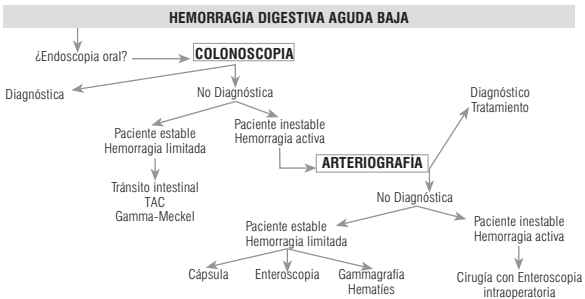 HEMORRAGIA DIGESTIVA AGUDA BAJA
¿Endoscopia oral?
COLONOSCOPIA
Diagnóstica
No Diagnóstica
Diagnóstico
Tratamiento
Paciente estable
Hemorragia limitada
Paciente inestable
Hemorragia activa
ARTERIOGRAFÍA
Tránsito intestinal
TAC
Gamma-Meckel
No Diagnóstica
Paciente estable
Hemorragia limitada
Paciente inestable
Hemorragia activa
Cápsula
Enteroscopia
Gammagrafía
Hematíes
Cirugía con Enteroscopia
intraoperatoria